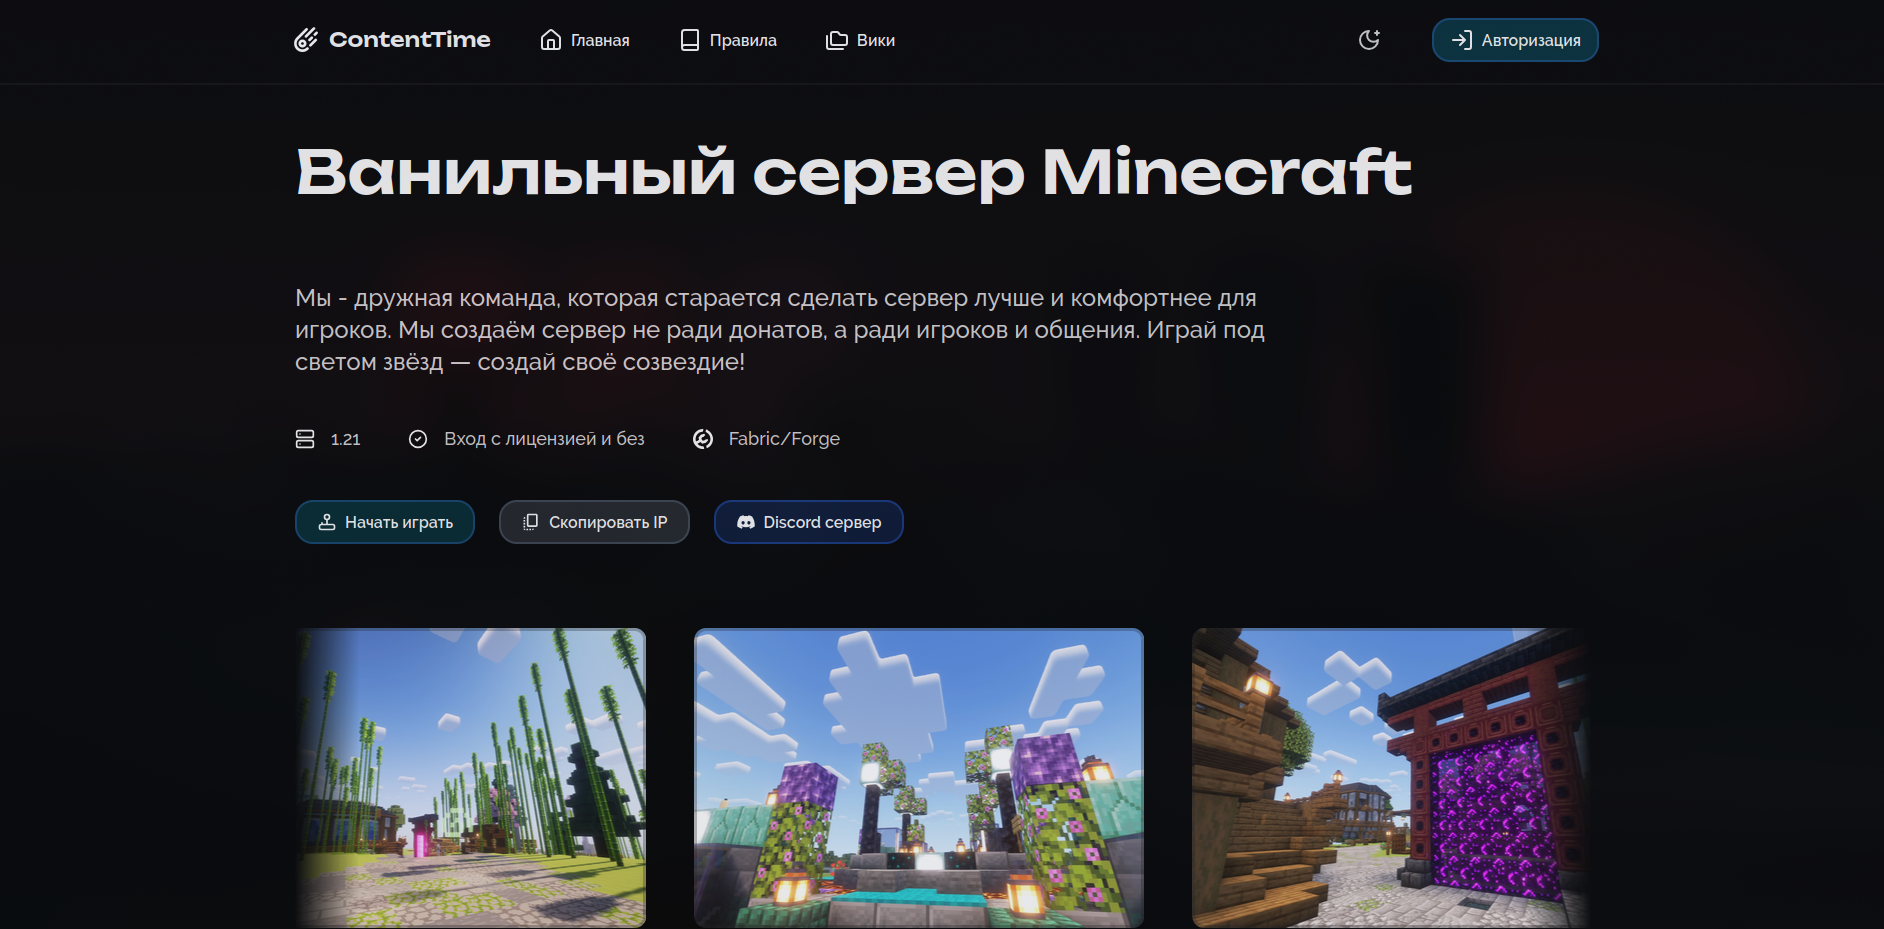 ContentTime
Главная
Правила
Вики
Авторизация
Ванильный сервер Minecraft
Мы - дружная команда, которая старается сделать сервер лучше и комфортнее для
игроков. Мы создаём сервер не ради донатов, а ради игроков и общения. Играй под
светом звёзд — создай своё созвездие!
1.21
Вход с лицензией и без
Fabric/Forge
Начать играть
Скопировать IP
Discord сервер